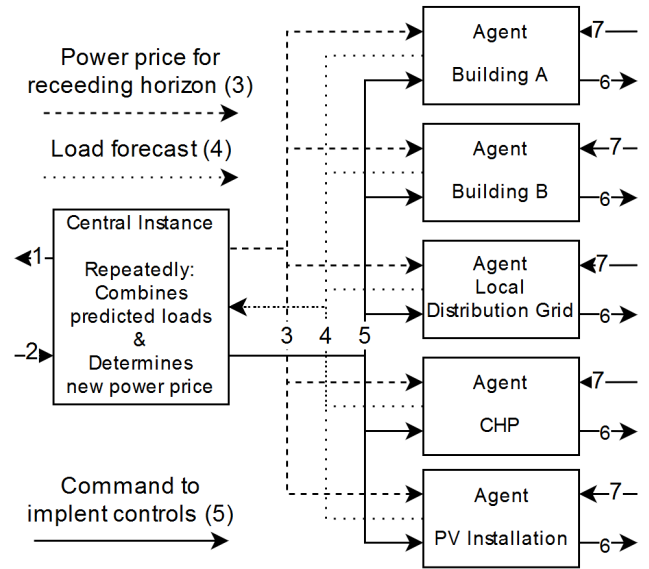 Power price for
receeding horizon (3)
Load forecast (4)
Central Instance
Repeatedly:
Combines
predicted loads
&
Determines
new power price
1
2
Command to
implent controls (5)
3 4 5
Agent
Building A
7
6
Agent
Building B
7
6
Agent
Local
Distribution Grid
7
6
Agent
CHP
7
6
Agent
PV Installation
7
6